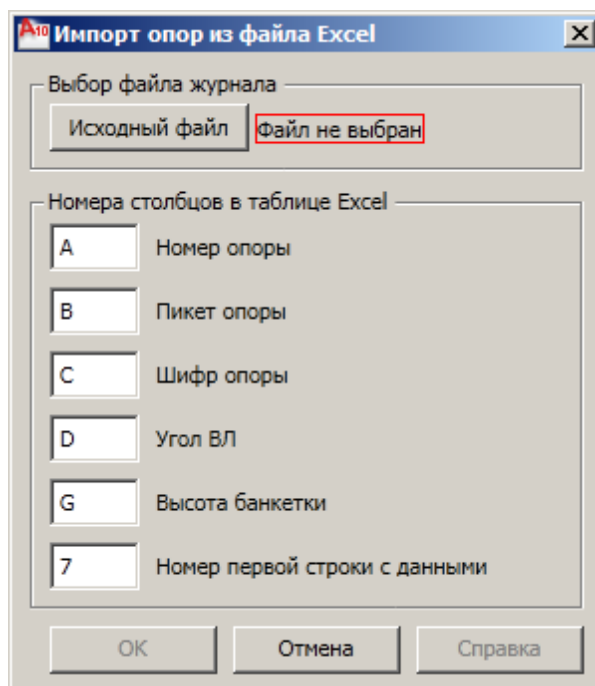 A10 Импорт опор из файла Excel
Выбор файла журнала
Исходный файл Файл не выбран
Номера столбцов в таблице Excel
A Номер опоры
B Пикет опоры
C Шифр опоры
D Угол ВЛ
G Высота банкетки
7 Номер первой строки с данными
OK Отмена Справка